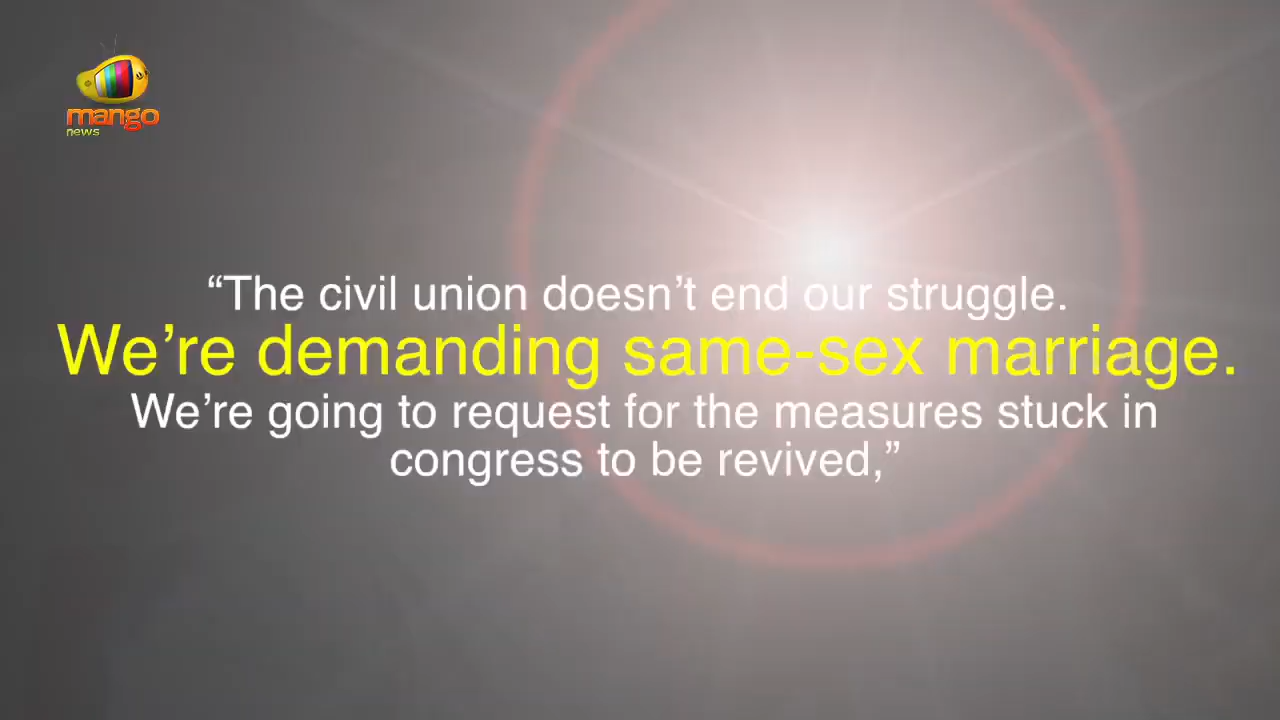 mango
news
“The civil union doesn’t end our struggle.
We’re demanding same-sex marriage.
We’re going to request for the measures stuck in
congress to be revived,”